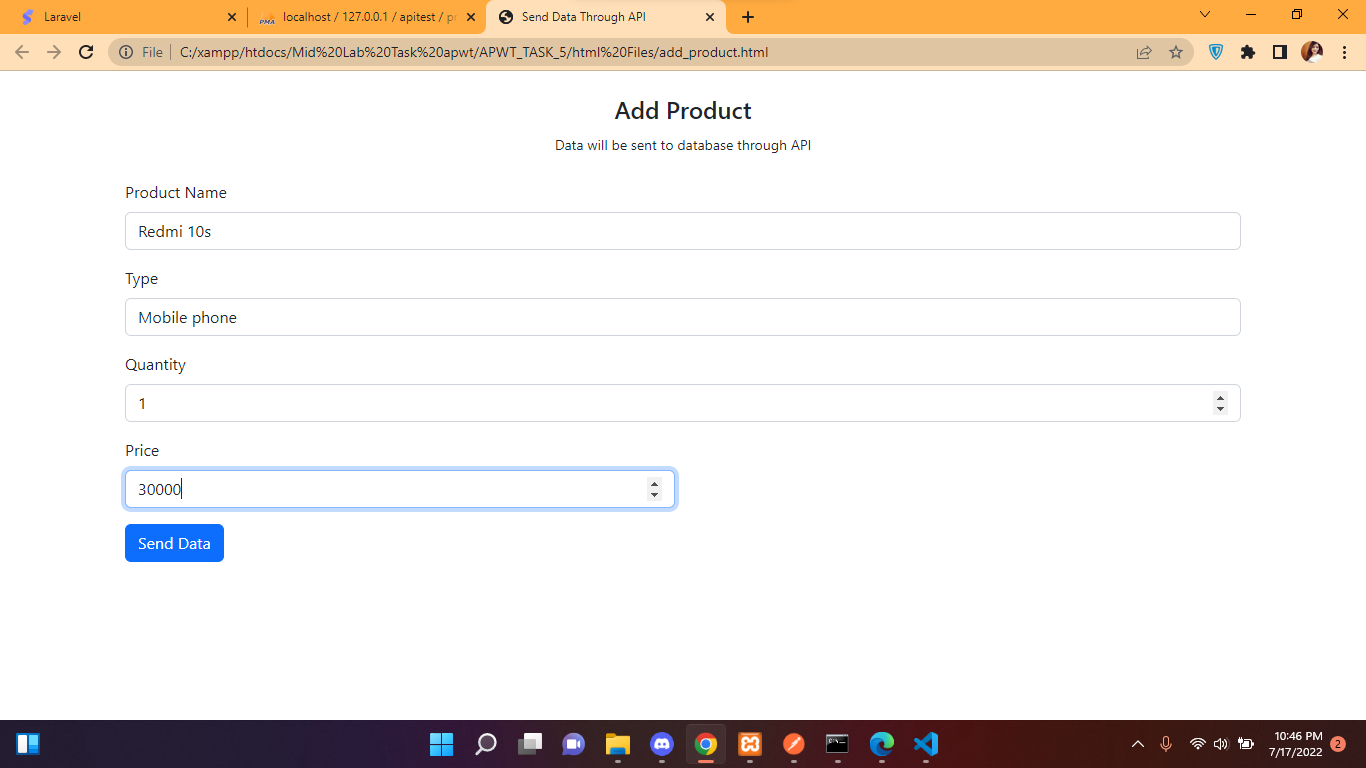 Laravel
PMA localhost / 127.0.0.1 / apitest / pr
Send Data Through API
File
C:/xampp/htdocs/Mid%20Lab%20Task%20apwt/APWT_TASK_5/html%20Files/add_product.html
Add Product
Data will be sent to database through API
Product Name
Redmi 10s
Type
Mobile phone
Quantity
1
Price
30000
Send Data
10:46 PM
7/17/2022
2